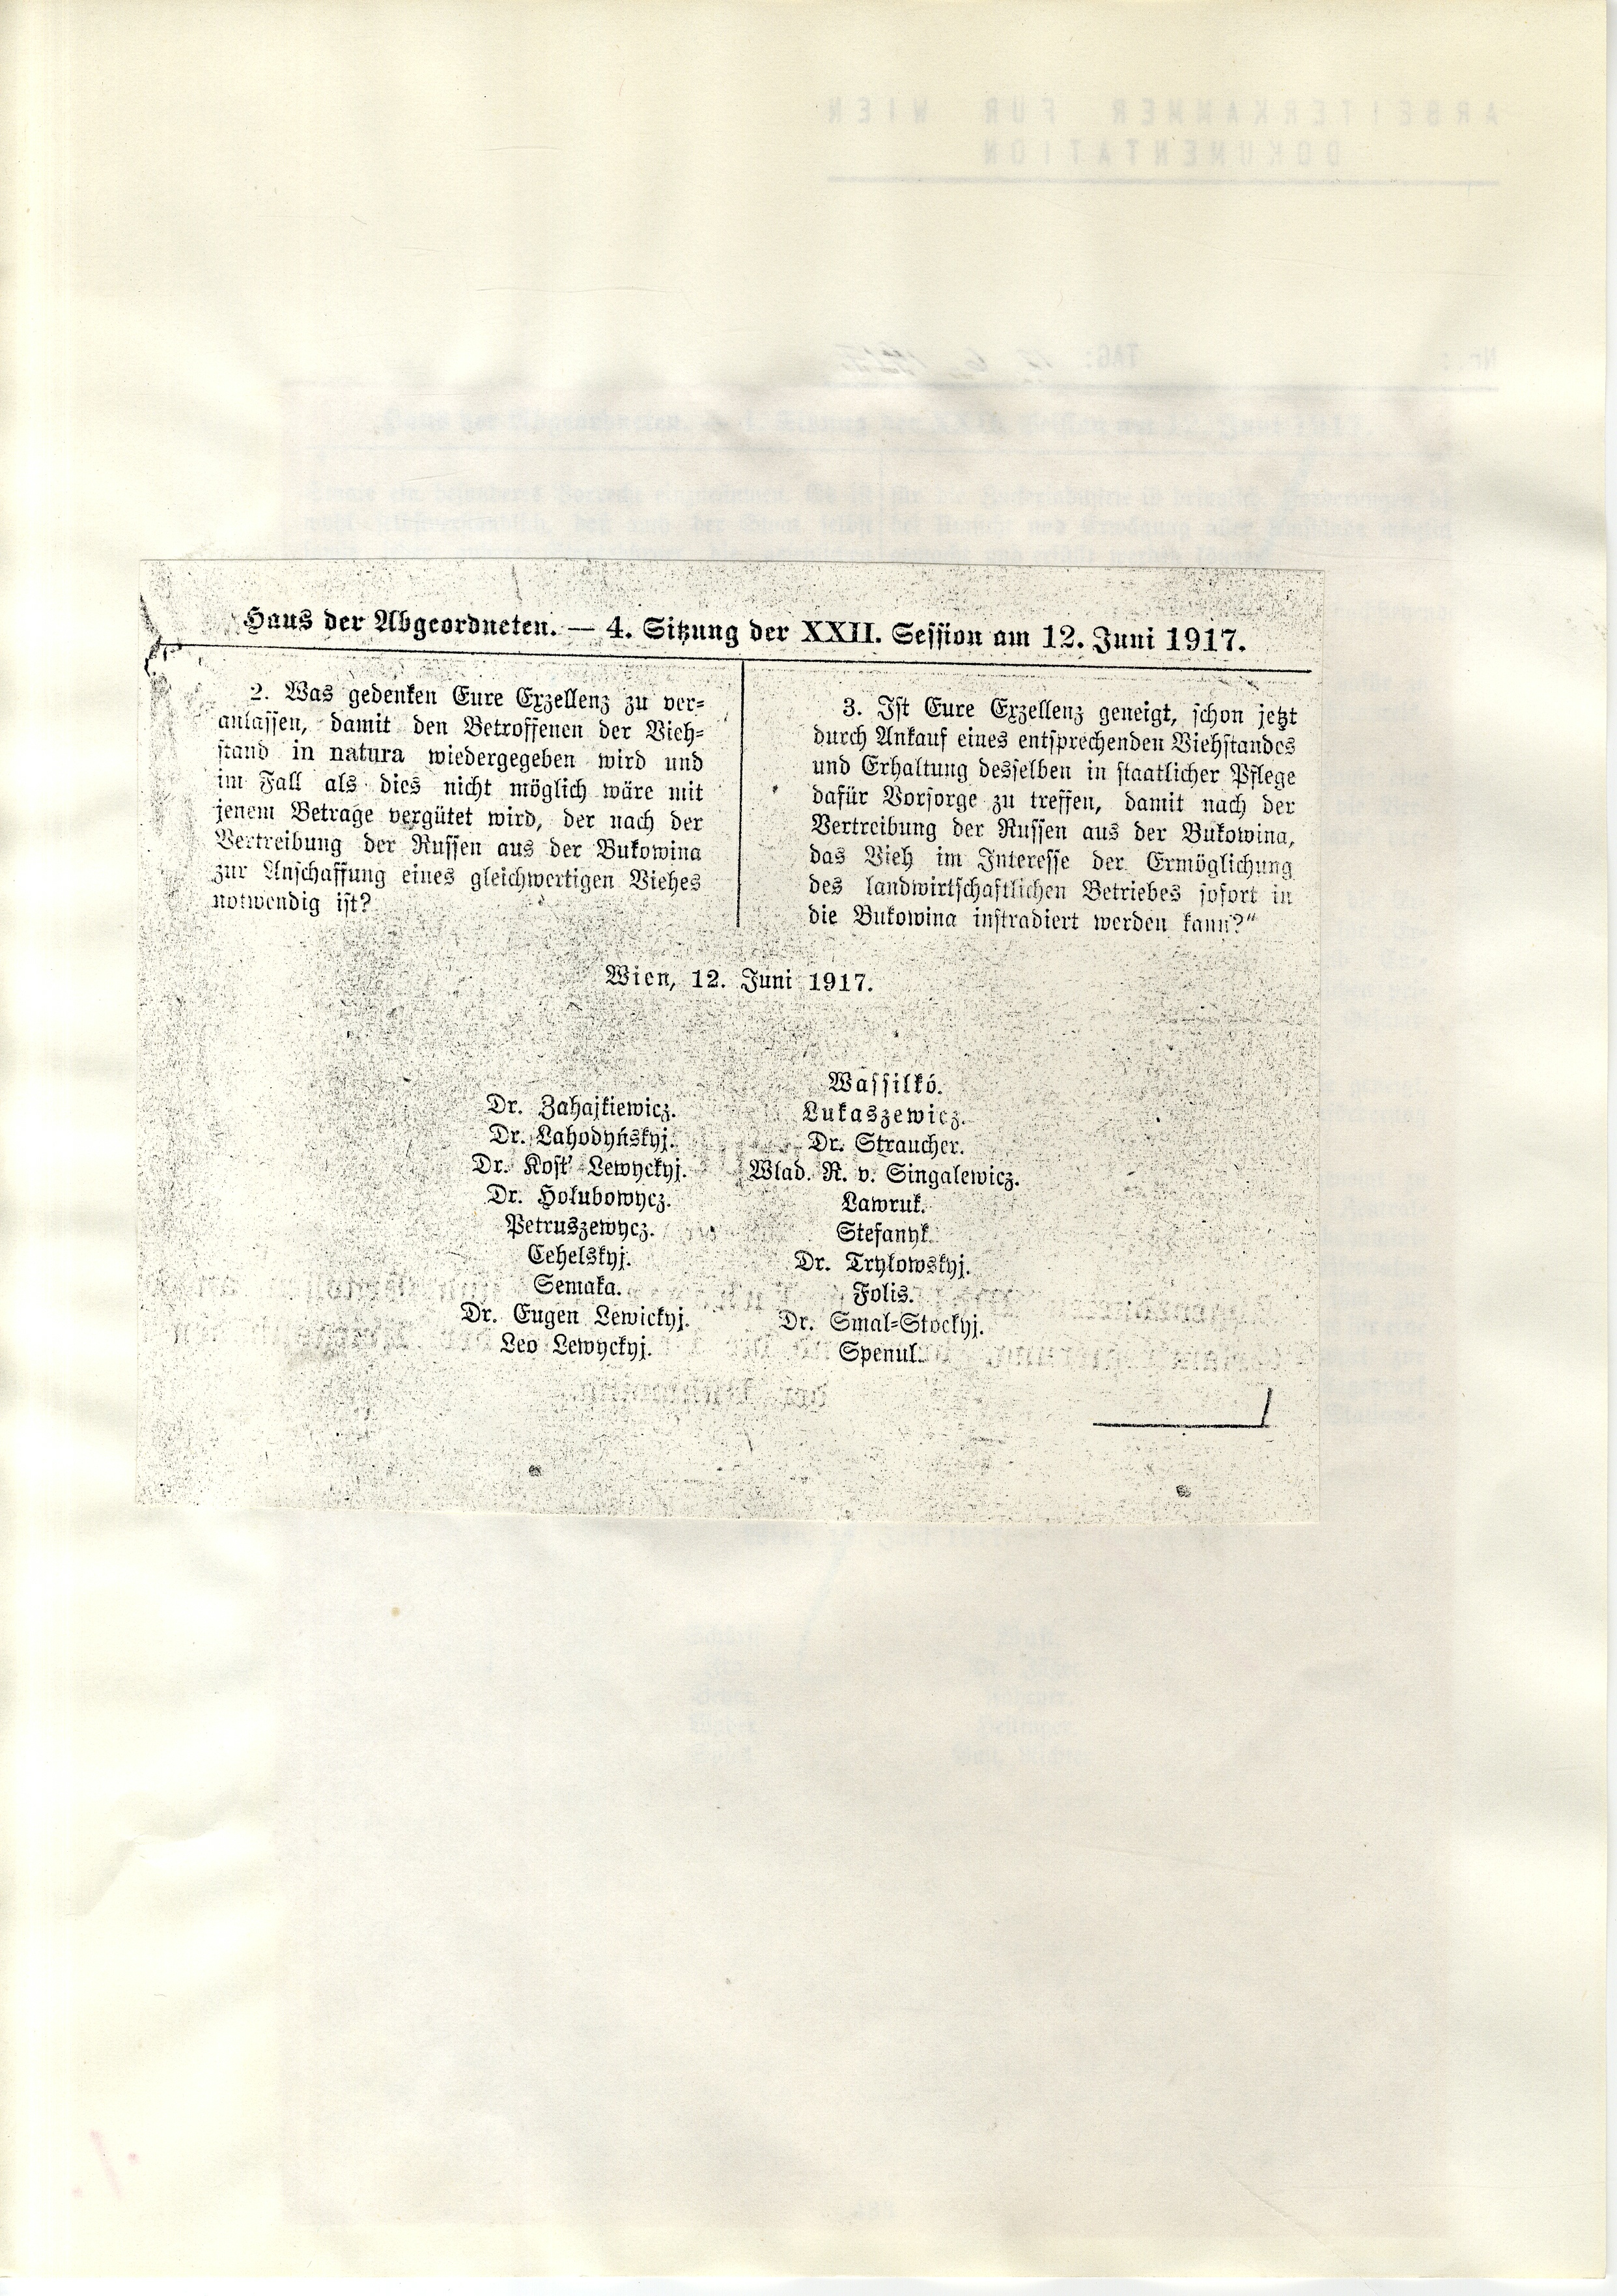 Haus der Abgeordneten. — 4. Sitzung der XXII. Session am 12. Juni 1917.
2. Was gedenken Eure Exzellenz zu ver-
anlassen, damit den Betroffenen der Vieh-
stand in natura wiedergegeben wird und
im Fall als dies nicht möglich wäre mit
jenem Betrage vergütet wird, der nach der
Vertreibung der Russen aus der Bukowina
zur Anschaffung eines gleichwertigen Viehes
notwendig ist?
3. Ist Eure Exzellenz geneigt, schon jetzt
durch Ankauf eines entsprechenden Viehstandes
und Erhaltung desselben in staatlicher Pflege
dafür Vorsorge zu treffen, damit nach der
Vertreibung der Russen aus der Bukowina,
das Vieh im Interesse der Ermöglichung
des landwirtschaftlichen Betriebes sofort in
die Bukowina instradiert werden kann?“
Wien, 12. Juni 1917.
Dr. Zahajkiewicz.
Dr. Lahodyńskyj.
Dr. Kost' Lewyckyj.
Dr. Hołubowycz.
Petruszewycz.
Cehelskyj.
Semaka.
Dr. Eugen Lewickyj.
Leo Lewyckyj.
Wassilkó.
Lukaszewicz.
Dr. Straucher.
Wlad. R. v. Singalewicz.
Lawruk.
Stefanyk.
Dr. Tryłowskyj.
Folis.
Dr. Smal-Stockyj.
Spenul.